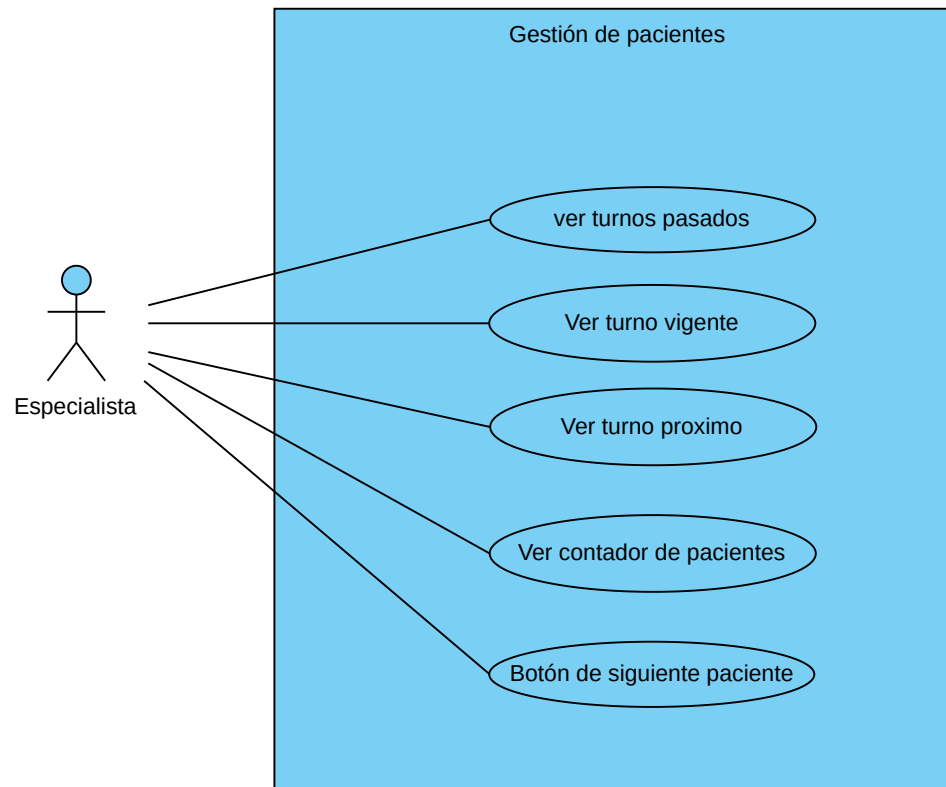 Gestión de pacientes
ver turnos pasados
Ver turno vigente
Ver turno proximo
Especialista
Ver contador de pacientes
Botón de siguiente paciente